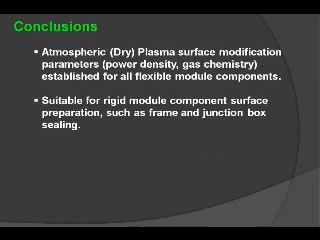 Conclusions
▪ Atmospheric (Dry) Plasma surface modification
parameters (power density, gas chemistry)
established for all flexible module components.
▪ Suitable for rigid module component surface
preparation, such as frame and junction box
sealing.